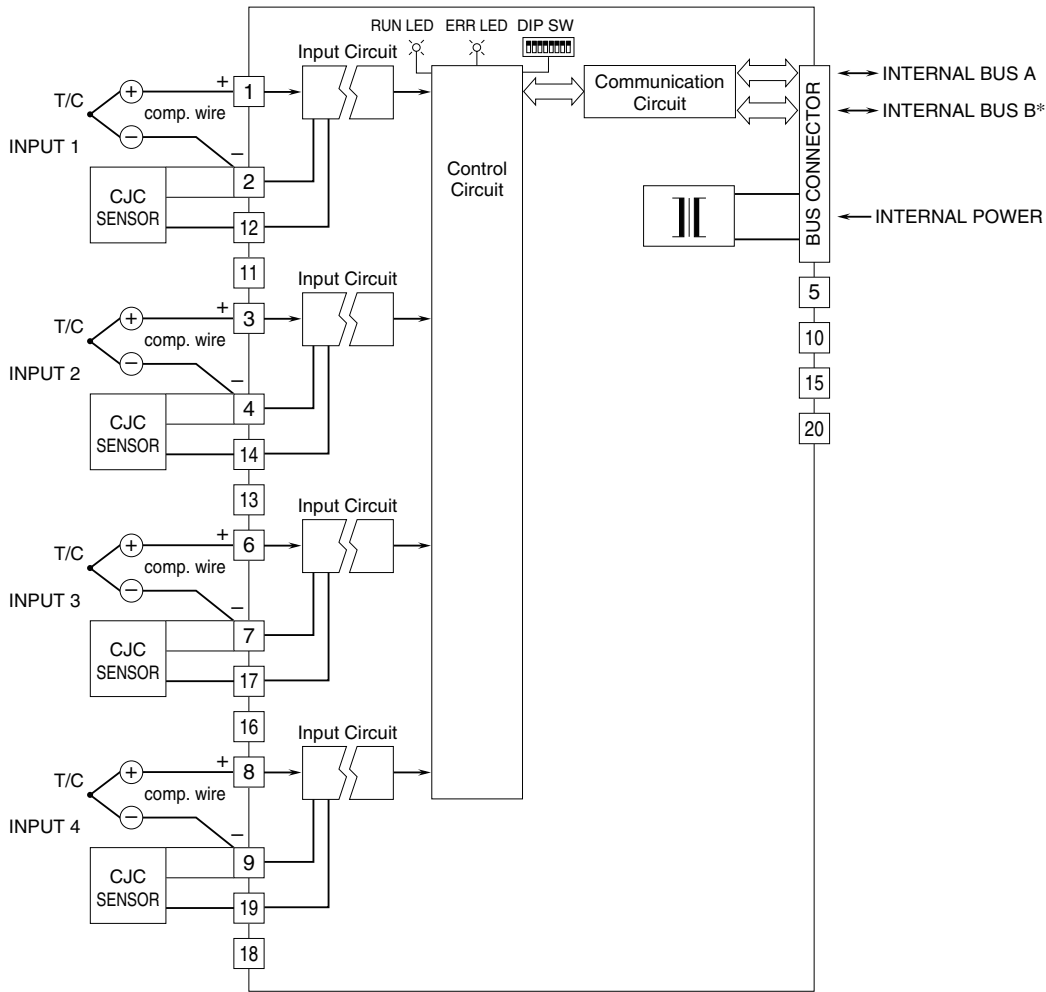 RUN LED ERR LED DIP SW
Input Circuit
T/C
+
+
1
comp. wire
−
−
INPUT 1
2
CJC
SENSOR
12
11
Communication
Circuit
INTERNAL BUS A
INTERNAL BUS B*
Control
Circuit
BUS CONNECTOR
INTERNAL POWER
5
10
15
20
Input Circuit
T/C
+
+
3
comp. wire
−
−
INPUT 2
4
CJC
SENSOR
14
13
Input Circuit
T/C
+
+
6
comp. wire
−
−
INPUT 3
7
CJC
SENSOR
17
16
Input Circuit
T/C
+
+
8
comp. wire
−
−
INPUT 4
9
CJC
SENSOR
19
18